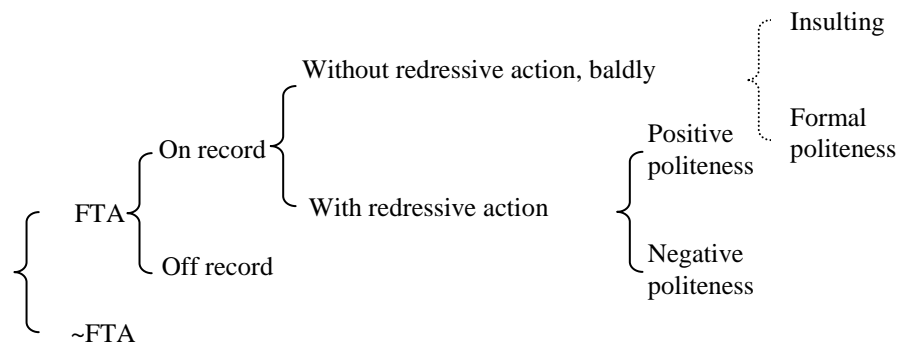 Insulting
Without redressive action, baldly
Formal
politeness
Positive
politeness
On record
With redressive action
FTA
Negative
politeness
Off record
~FTA